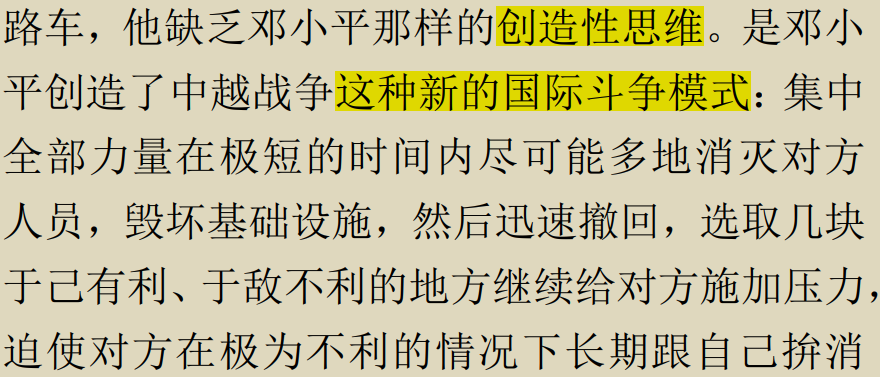 路车，他缺乏邓小平那样的创造性思维。是邓小
平创造了中越战争这种新的国际斗争模式：集中
全部力量在极短的时间内尽可能多地消灭对方
人员，毁坏基础设施，然后迅速撤回，选取几块
于己有利、于敌不利的地方继续给对方施加压力，
迫使对方在极为不利的情况下长期跟自己拚消